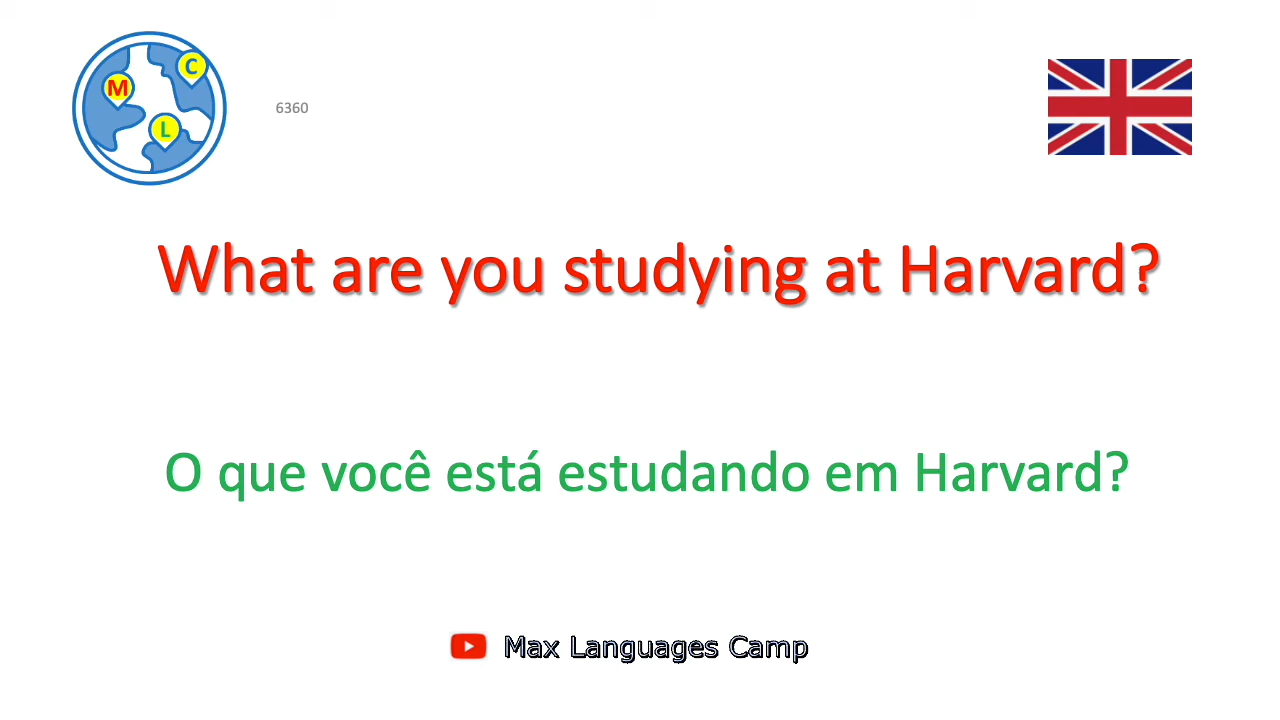 M
C
L
6360
What are you studying at Harvard?
O que você está estudando em Harvard?
Max Languages Camp